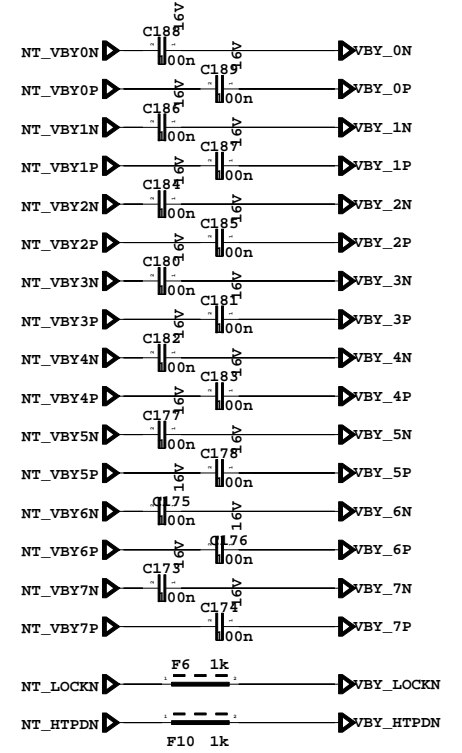 16V
C188
NT_VBY0N 00n VBY_0N
16V
C189
NT_VBY0P 16V 00n VBY_0P
C186
NT_VBY1N 00n 16V VBY_1N
C187
NT_VBY1P 16V 00n VBY_1P
C184
NT_VBY2N 00n 16V VBY_2N
C185
NT_VBY2P 16V 00n VBY_2P
C180
NT_VBY3N 00n 16V VBY_3N
C181
NT_VBY3P 16V 00n VBY_3P
C182
NT_VBY4N 00n 16V VBY_4N
C183
NT_VBY4P 16V 00n VBY_4P
C177
NT_VBY5N 00n 16V VBY_5N
C178
NT_VBY5P 16V 00n VBY_5P
C175
NT_VBY6N 00n 16V VBY_6N
C176
NT_VBY6P 16V 00n VBY_6P
C173
NT_VBY7N 00n 16V VBY_7N
C174
NT_VBY7P 00n VBY_7P
F6 1k
NT_LOCKN VBY_LOCKN
NT_HTPDN VBY_HTPDN
F10 1k